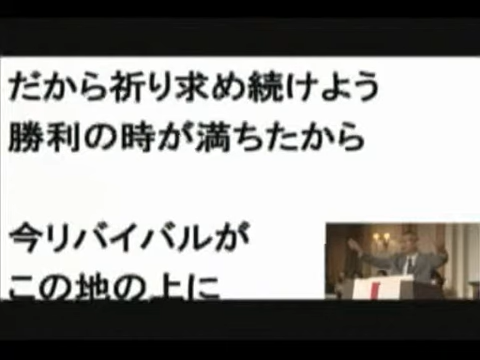 だから祈り求め続けよう
勝利の時が満ちたから
今リバイバルが
この地の上に